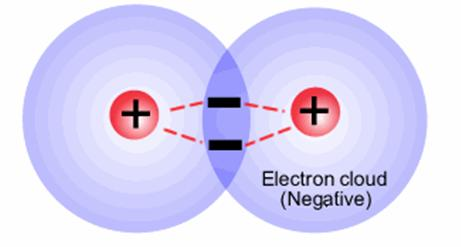 + − +
−
Electron cloud
(Negative)